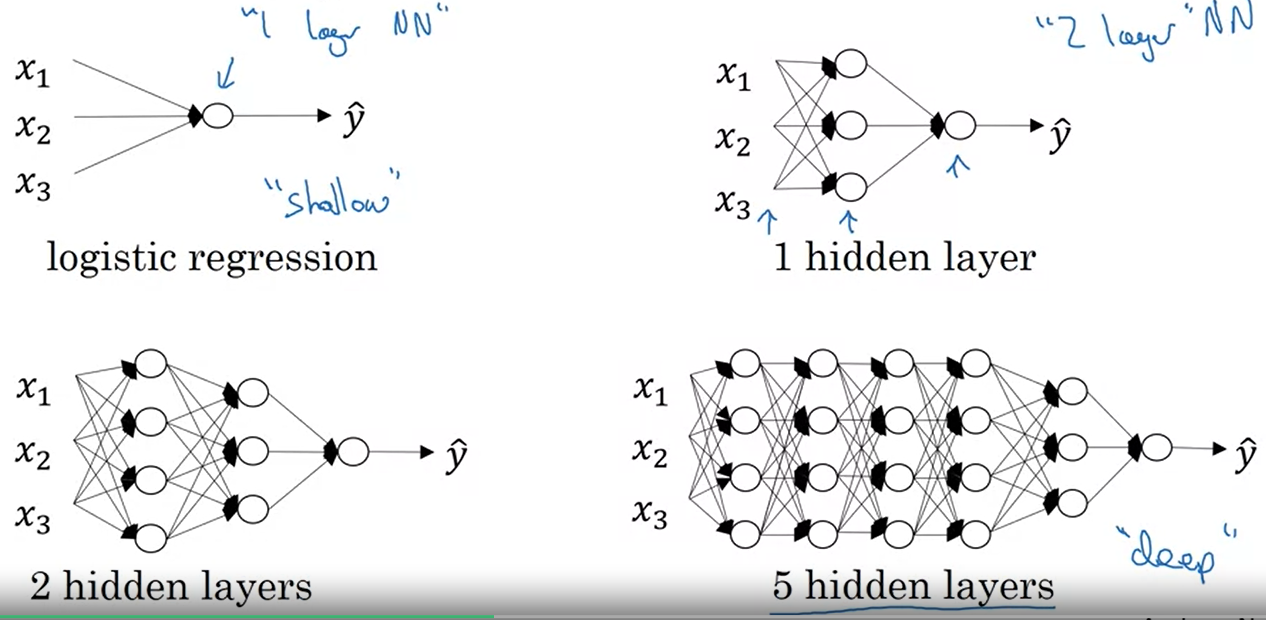 "1 layer NN"
x₁
x₂
x₃
ŷ
"shallow"
logistic regression
"2 layer" NN
x₁
x₂
x₃
ŷ
1 hidden layer
x₁
x₂
x₃
ŷ
2 hidden layers
x₁
x₂
x₃
ŷ
"deep"
5 hidden layers